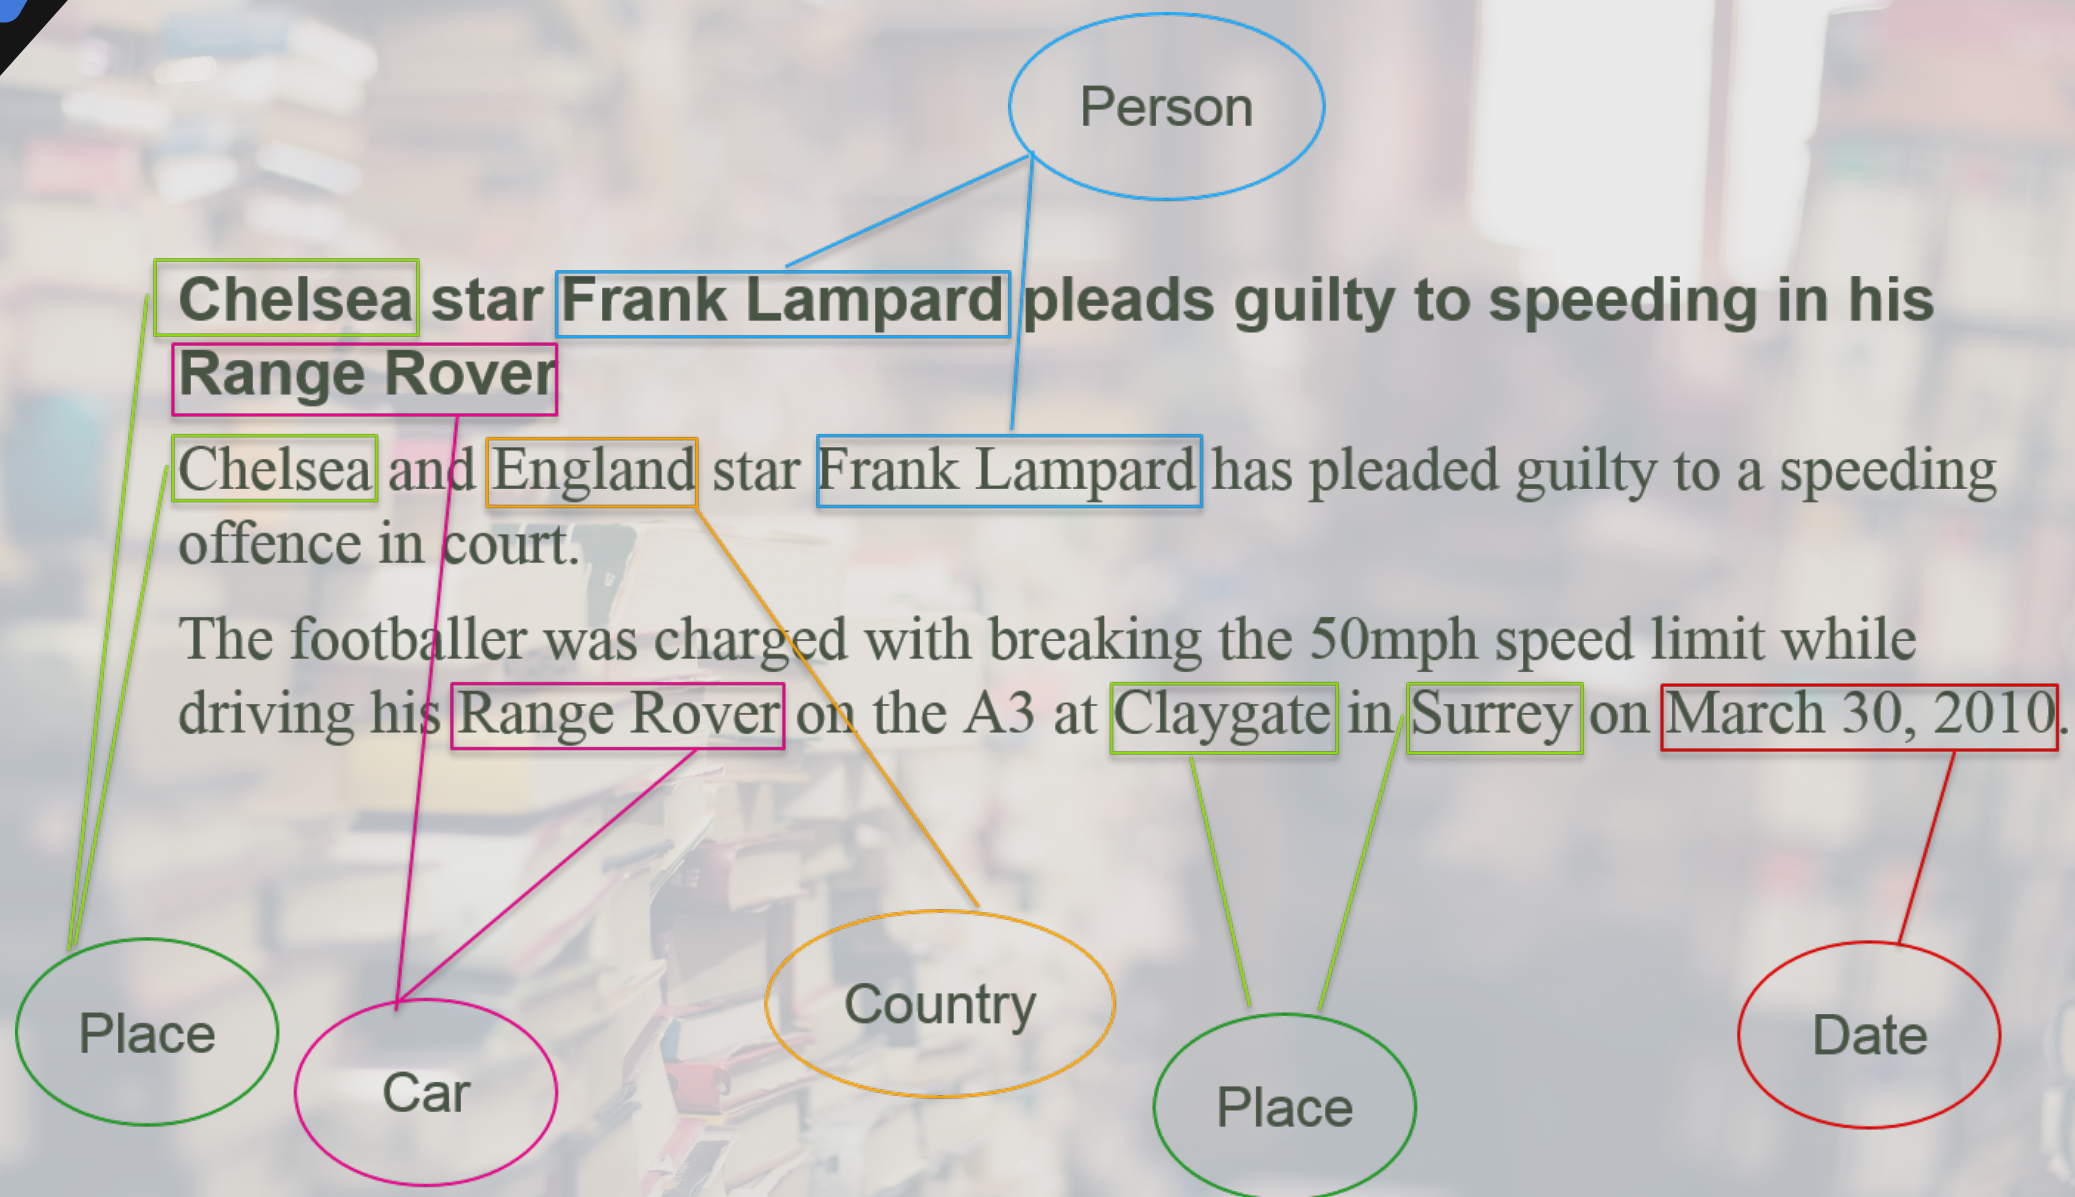 Person
Chelsea star Frank Lampard pleads guilty to speeding in his
Range Rover
Chelsea and England star Frank Lampard has pleaded guilty to a speeding
offence in court.
The footballer was charged with breaking the 50mph speed limit while
driving his Range Rover on the A3 at Claygate in Surrey on March 30, 2010.
Place
Car
Country
Place
Date